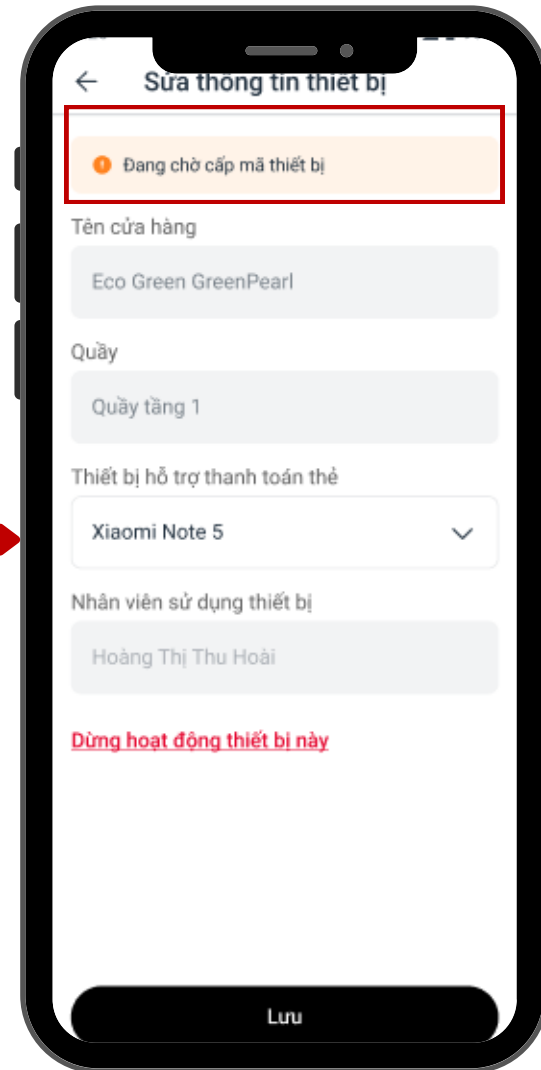 Sửa thông tin thiết bị
Đang chờ cấp mã thiết bị
Tên cửa hàng
Eco Green GreenPearl
Quầy
Quầy tầng 1
Thiết bị hỗ trợ thanh toán thẻ
Xiaomi Note 5
Nhân viên sử dụng thiết bị
Hoàng Thị Thu Hoài
Dừng hoạt động thiết bị này
Lưu